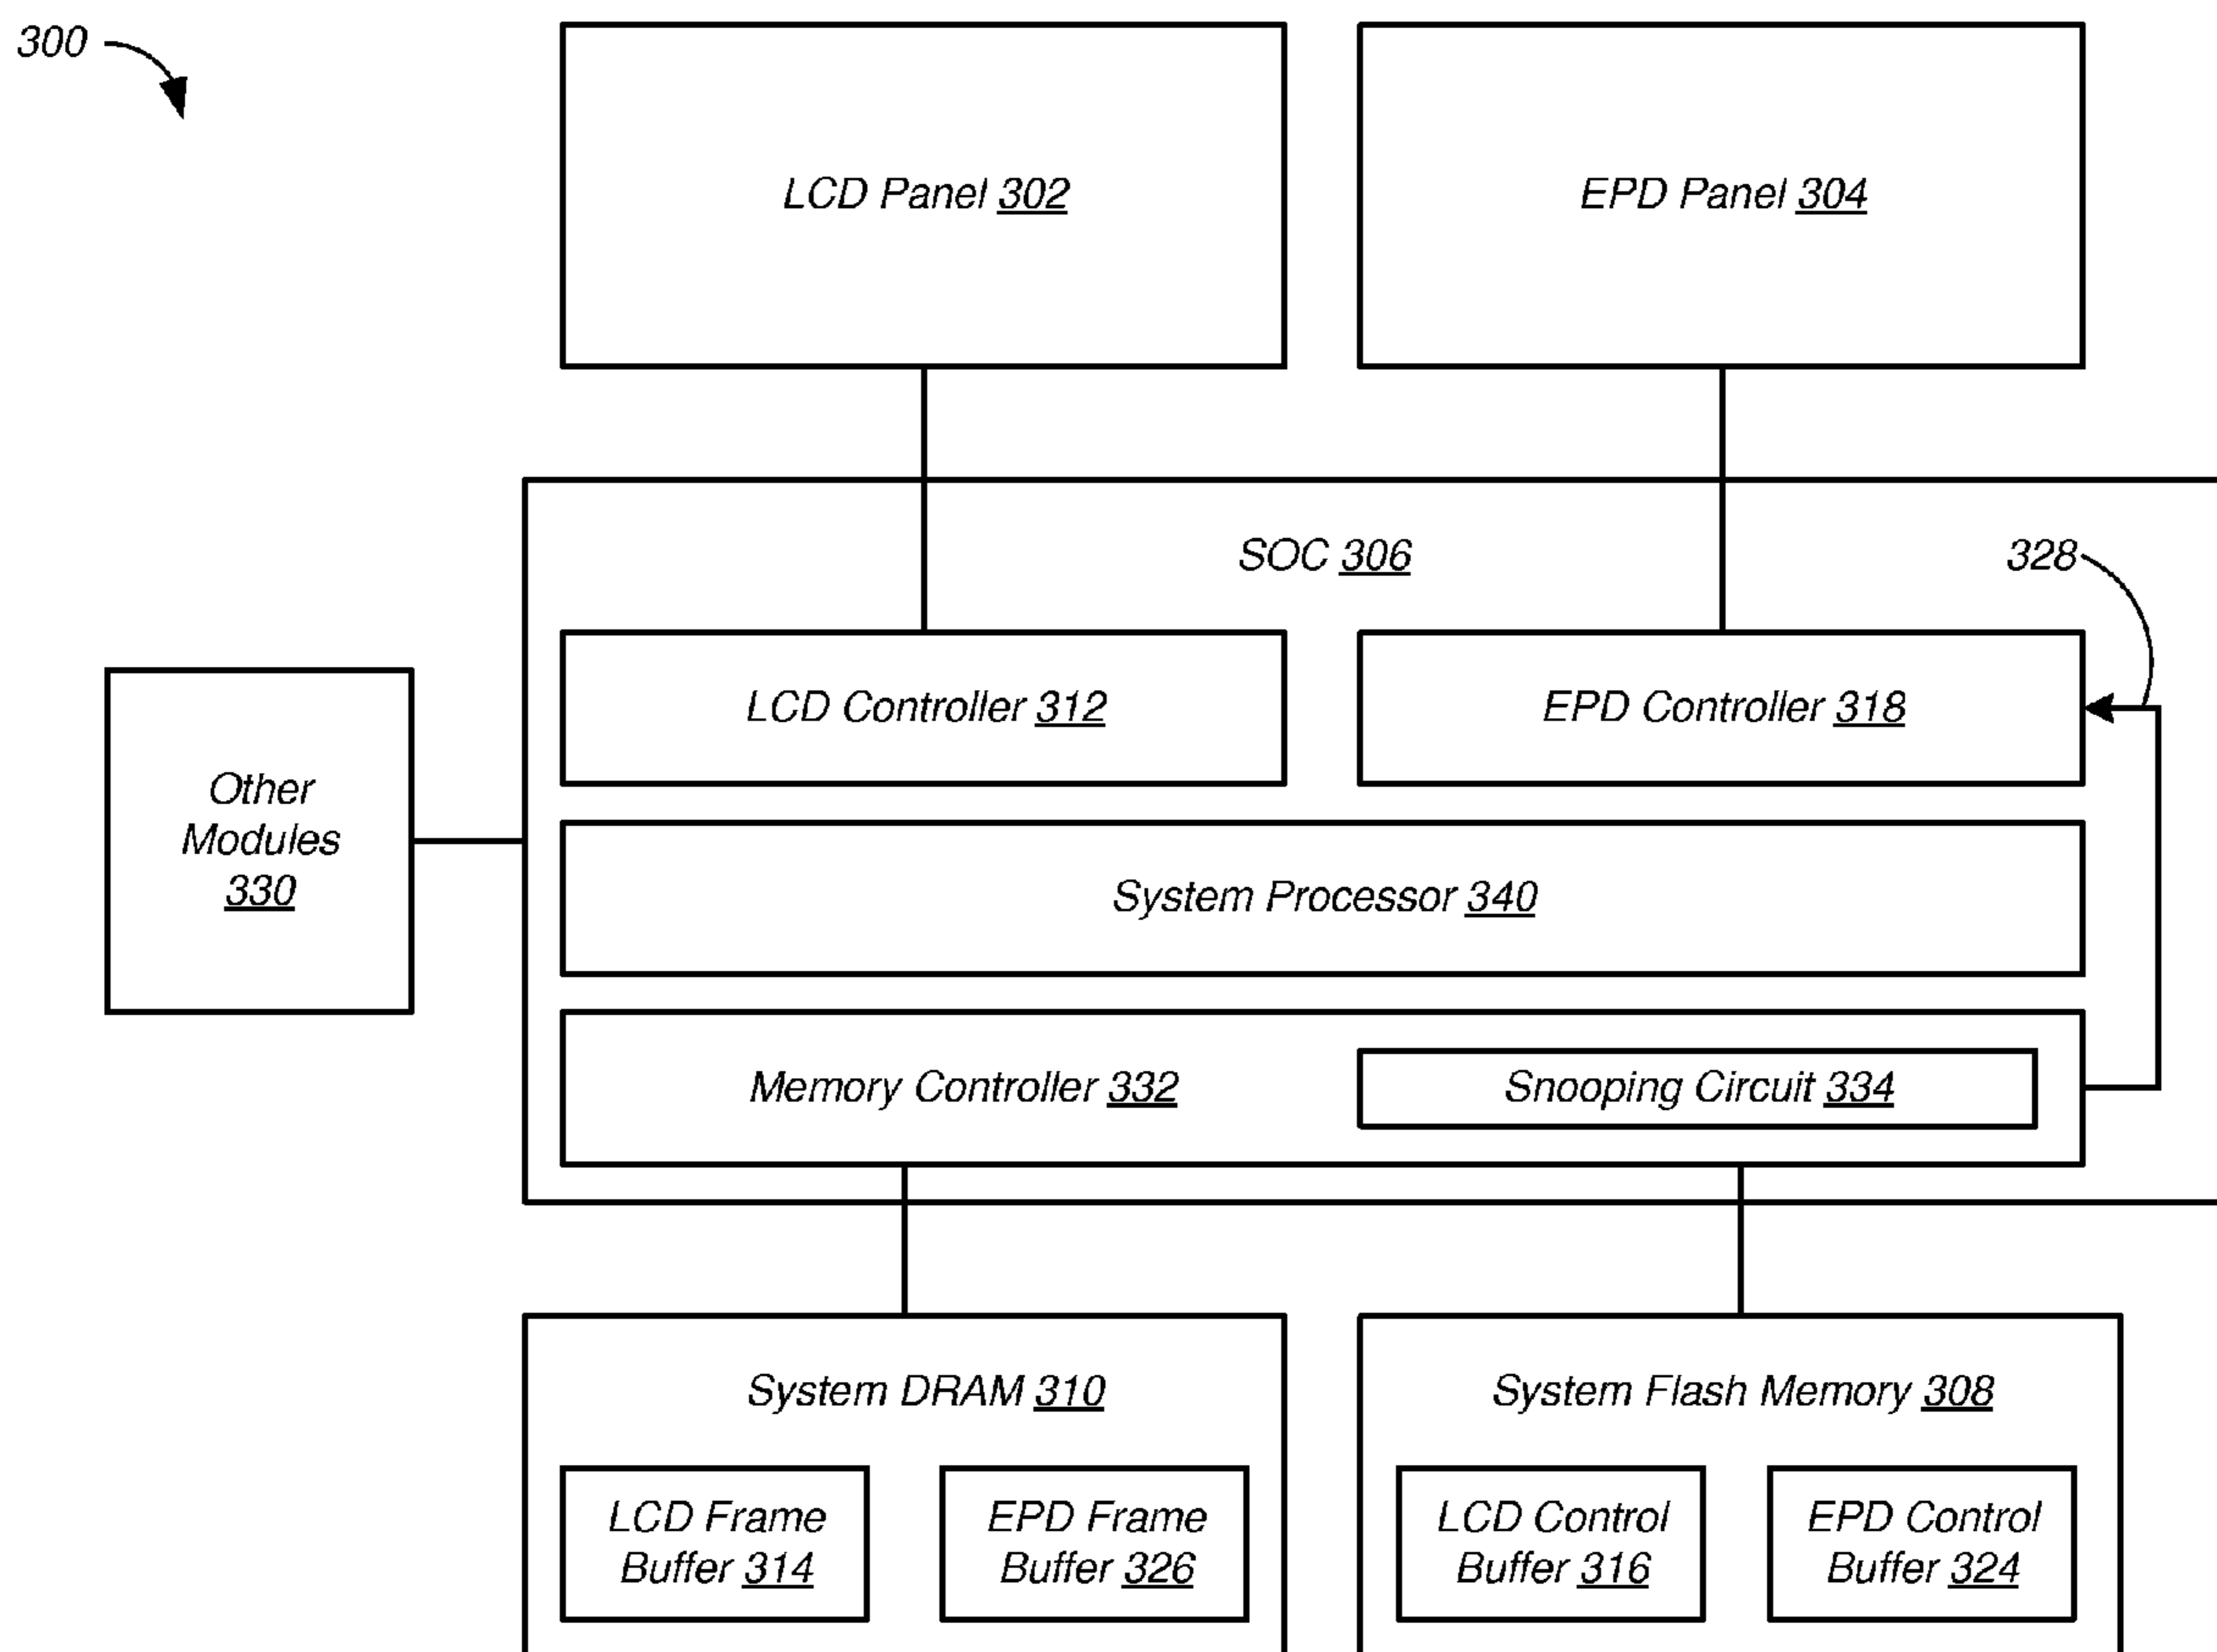 300
LCD Panel 302
EPD Panel 304
SOC 306
328
LCD Controller 312
EPD Controller 318
Other
Modules
330
System Processor 340
Memory Controller 332
Snooping Circuit 334
System DRAM 310
System Flash Memory 308
LCD Frame
Buffer 314
EPD Frame
Buffer 326
LCD Control
Buffer 316
EPD Control
Buffer 324